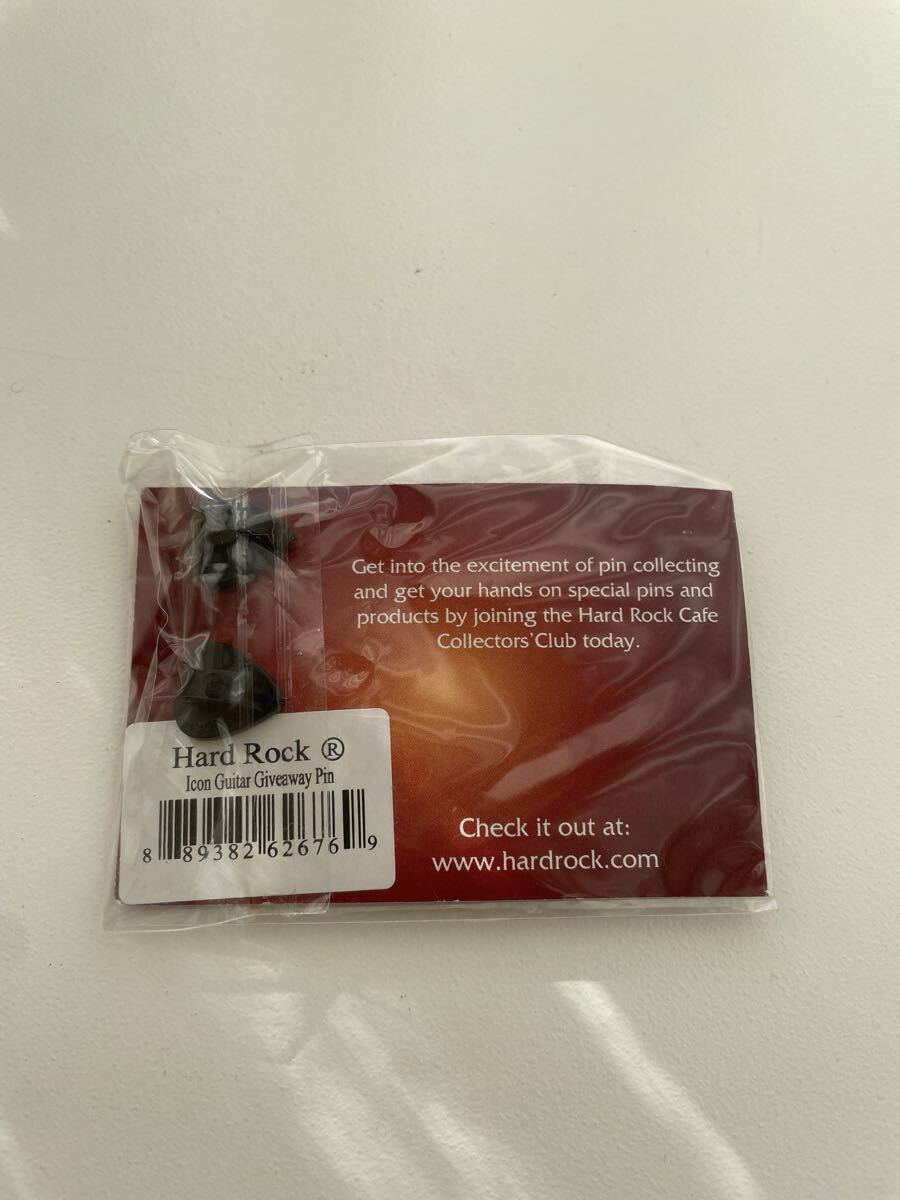 Get into the excitement of pin collecting
and get your hands on special pins and
products by joining the Hard Rock Cafe
Collectors' Club today.
Hard Rock ®
Icon Guitar Giveaway Pin
8 89382 62676 9
Check it out at:
www.hardrock.com